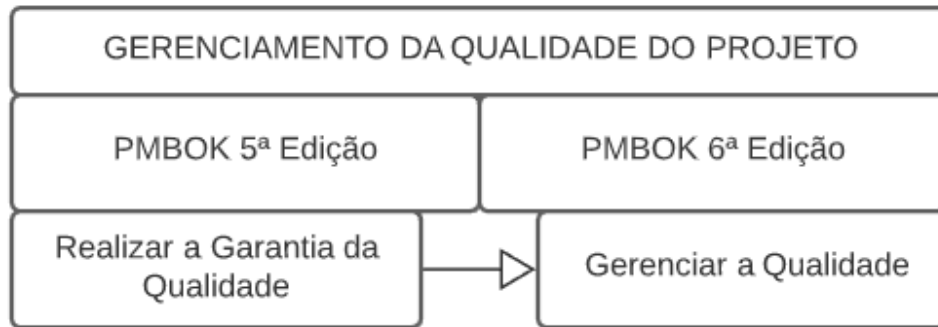 GERENCIAMENTO DA QUALIDADE DO PROJETO
PMBOK 5ª Edição
PMBOK 6ª Edição
Realizar a Garantia da
Qualidade
Gerenciar a Qualidade